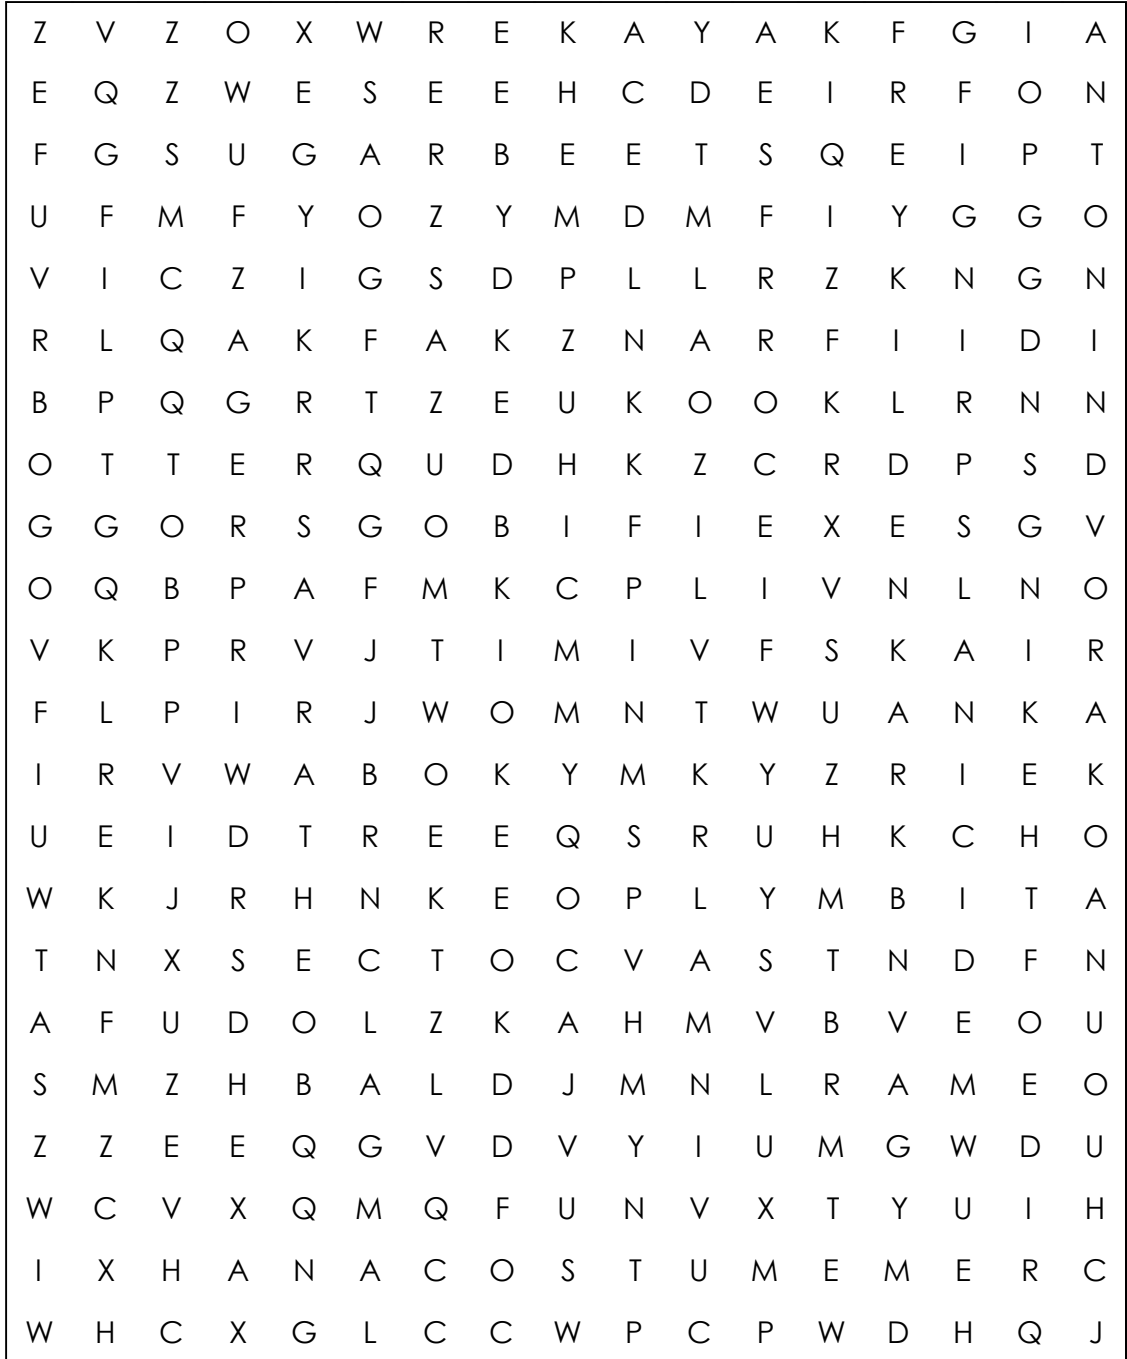 Z V Z O X W R E K A Y A K F G I A
E Q Z W E S E E H C D E I R F O N
F G S U G A R B E E T S Q E I P T
U F M F Y O Z Y M D M F I Y G G O
V I C Z I G S D P L L R Z K N G N
R L Q A K F A K Z N A R F I I D I
B P Q G R T Z E U K O O K L R N N
O T T E R Q U D H K Z C R D P S D
G G O R S G O B I F I E X E S G V
O Q B P A F M K C P L I V N L N O
V K P R V J T I M I V F S K A I R
F L P I R J W O M N T W U A N K A
I R V W A B O K Y M K Y Z R I E K
U E I D T R E E Q S R U H K C H O
W K J R H N K E O P L Y M B I T A
T N X S E C T O C V A S T N D F N
A F U D O L Z K A H M V B V E O U
S M Z H B A L D J M N L R A M E O
Z Z E E Q G V D V Y I U M G W D U
W C V X Q M Q F U N V X T Y U I H
I X H A N A C O S T U M E M E R C
W H C X G L C C W P C P W D H Q J